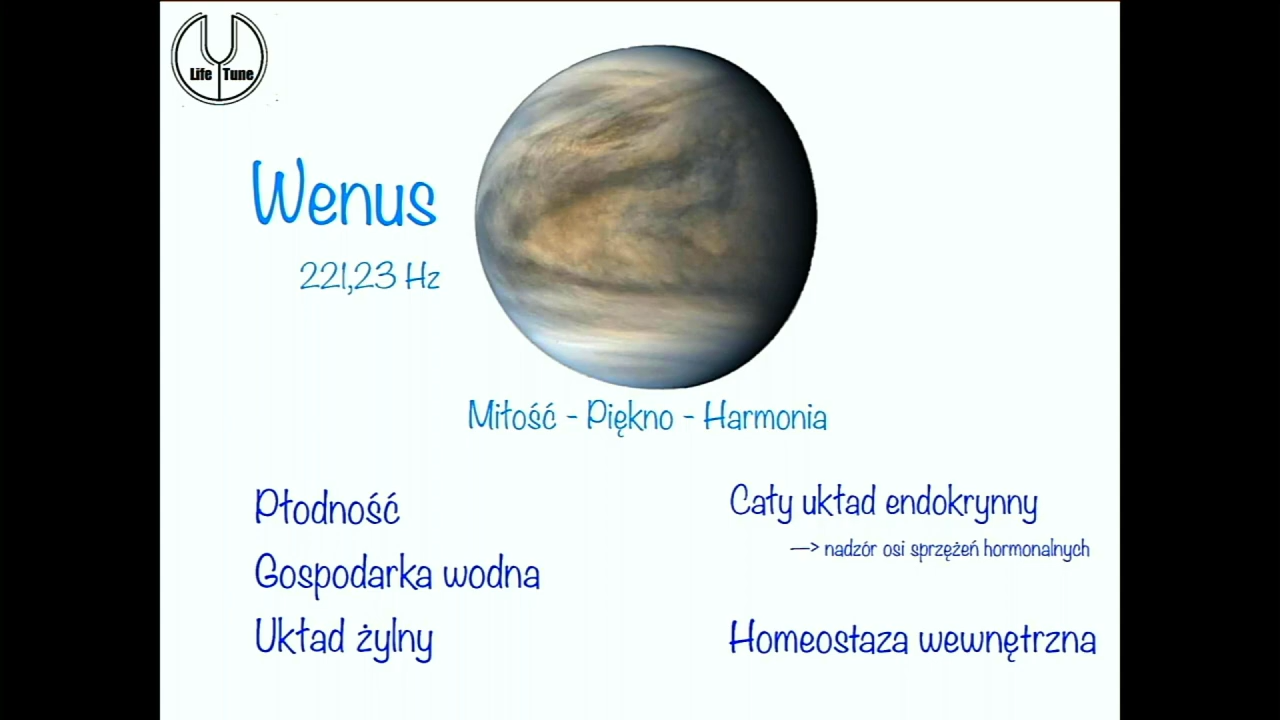 Life Tune
Wenus
221,23 Hz
Miłość - Piękno - Harmonia
Płodność
Gospodarka wodna
Układ żylny
Cały układ endokrynny
—> nadzór osi sprzężeń hormonalnych
Homeostaza wewnętrzna